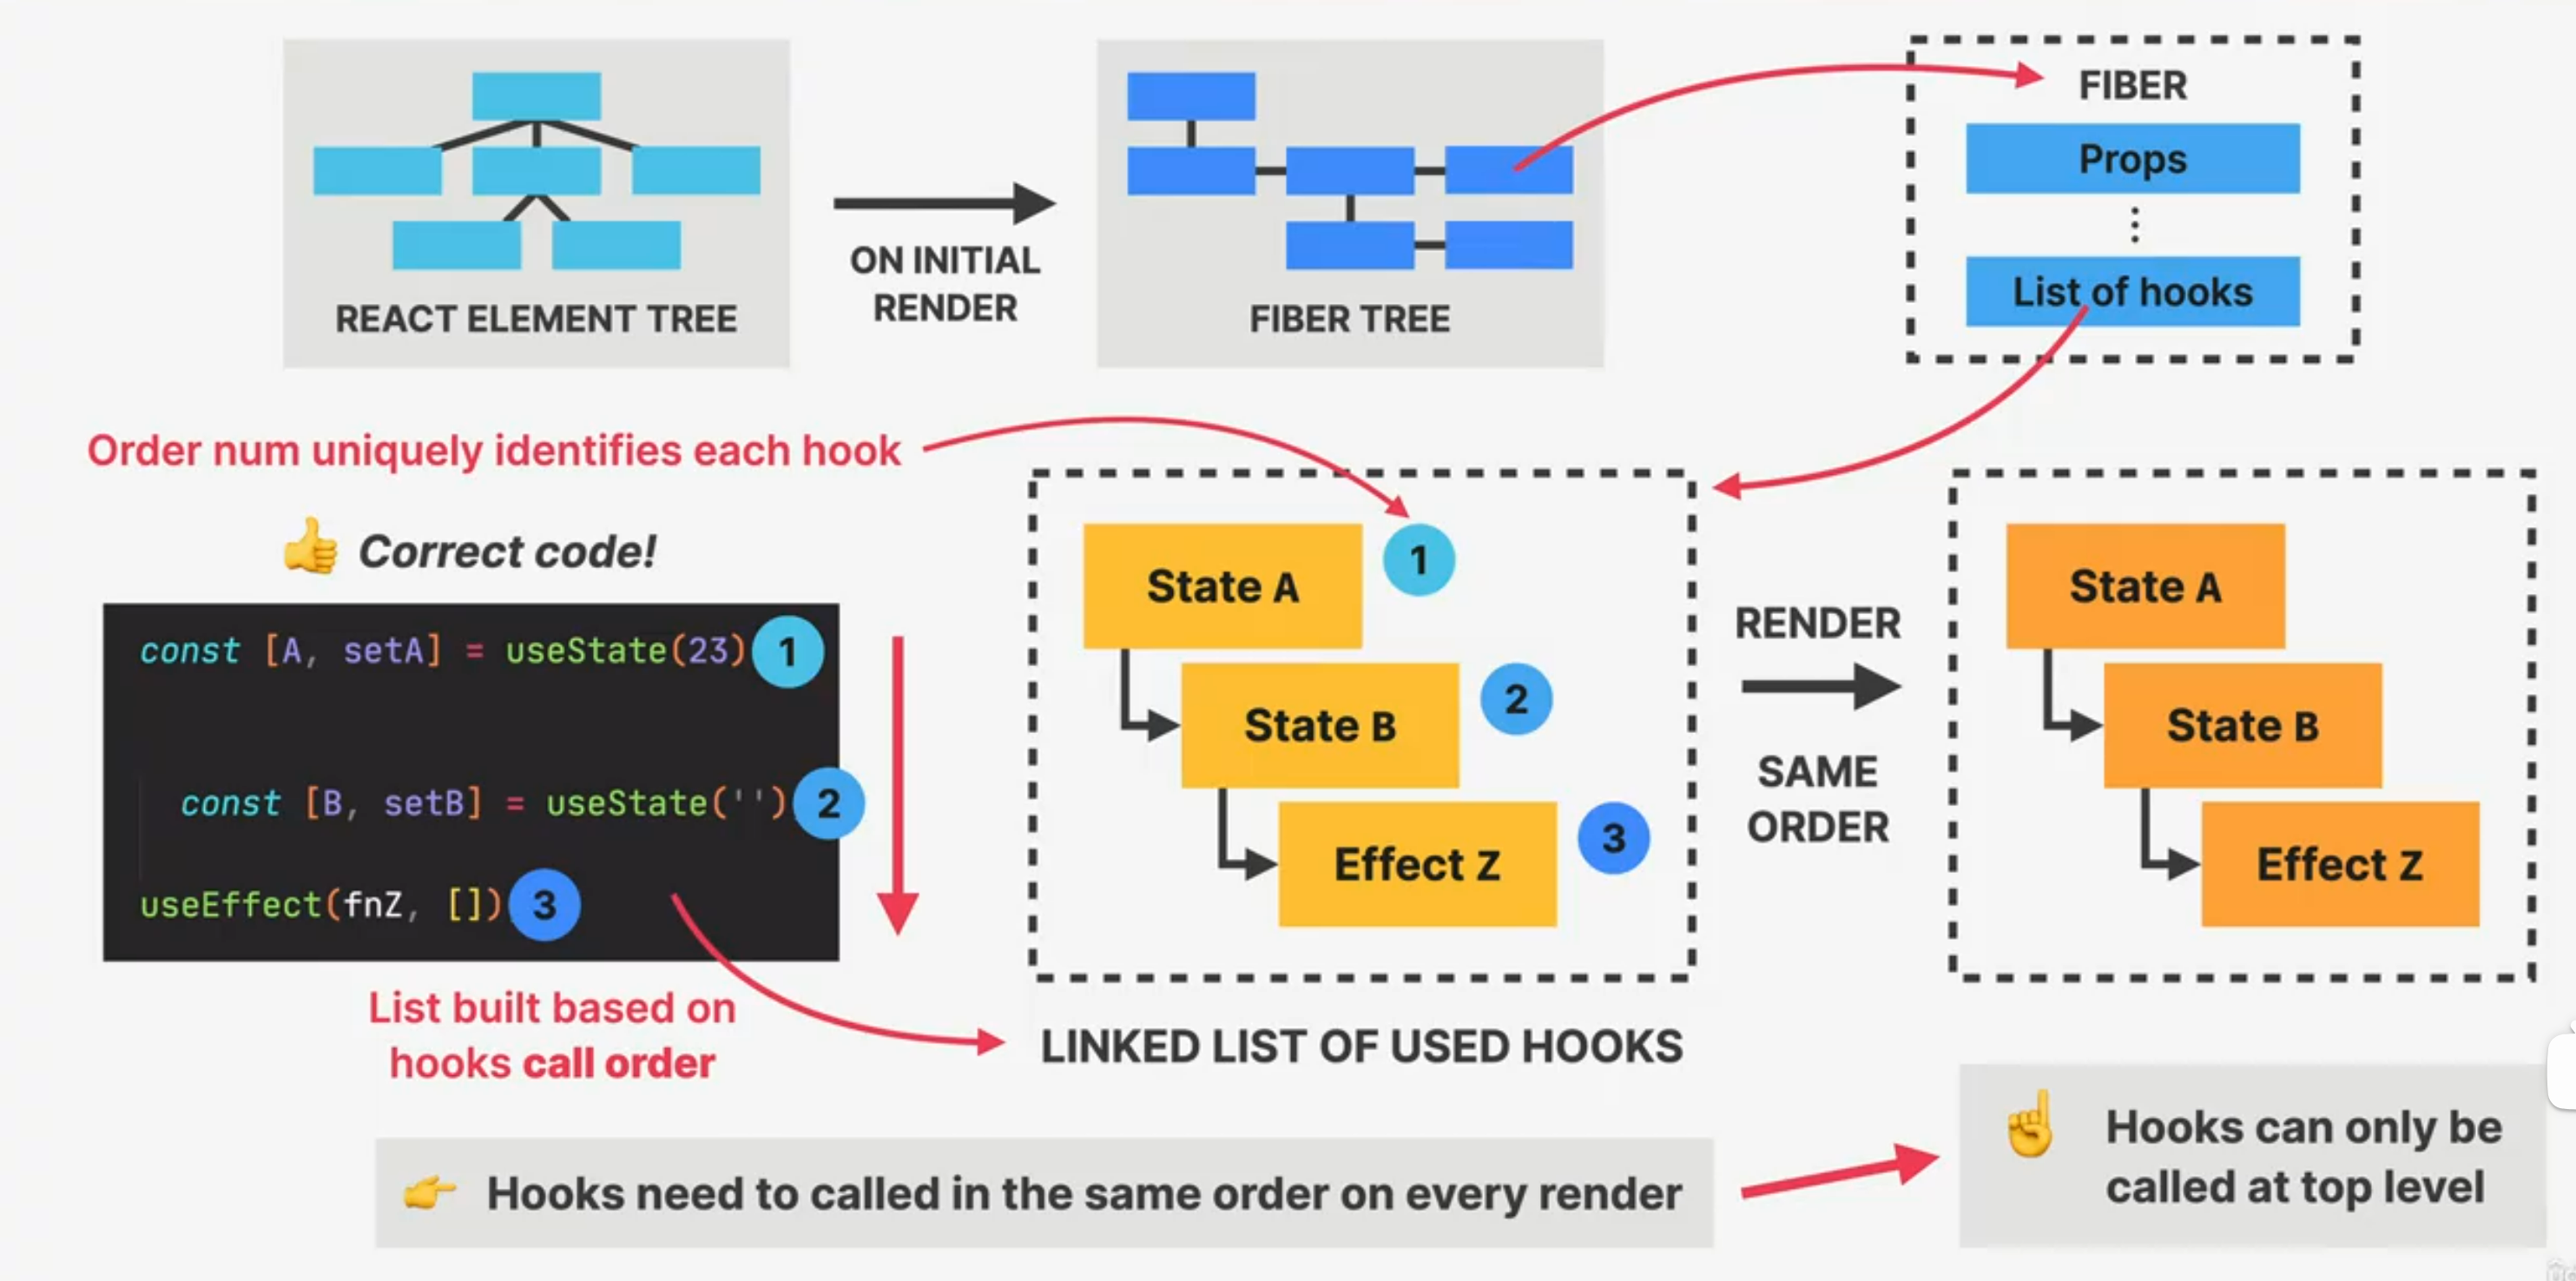 REACT ELEMENT TREE
ON INITIAL
RENDER
FIBER TREE
FIBER
Props
List of hooks
Order num uniquely identifies each hook
👍 Correct code!
const [A, setA] = useState(23) 1
const [B, setB] = useState('') 2
useEffect(fnZ, []) 3
List built based on
hooks call order
State A 1
State B 2
Effect Z 3
LINKED LIST OF USED HOOKS
RENDER
SAME
ORDER
State A
State B
Effect Z
👉 Hooks need to called in the same order on every render
☝️ Hooks can only be
called at top level